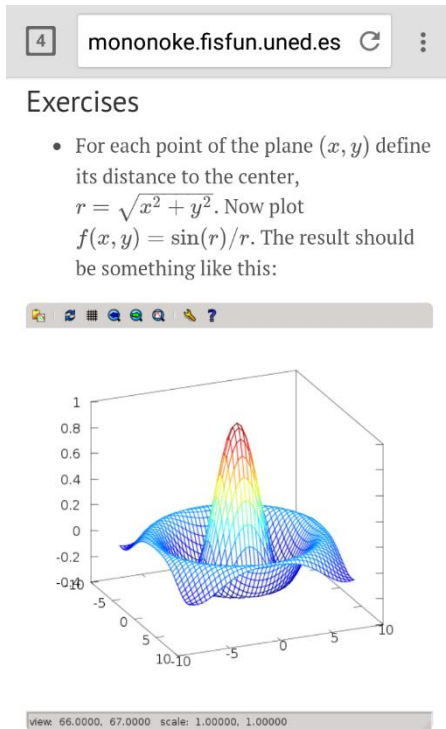 4
mononoke.fisfun.uned.es
Exercises
• For each point of the plane (x, y) define
its distance to the center,
r = √x² + y². Now plot
f(x, y) = sin(r)/r. The result should
be something like this:
?
1
0.8
0.6
0.4
0.2
0
-0.2
-0.4
-10
-5
0
5
10
-10
-5
0
5
10
view: 66.0000, 67.0000 scale: 1.00000, 1.00000